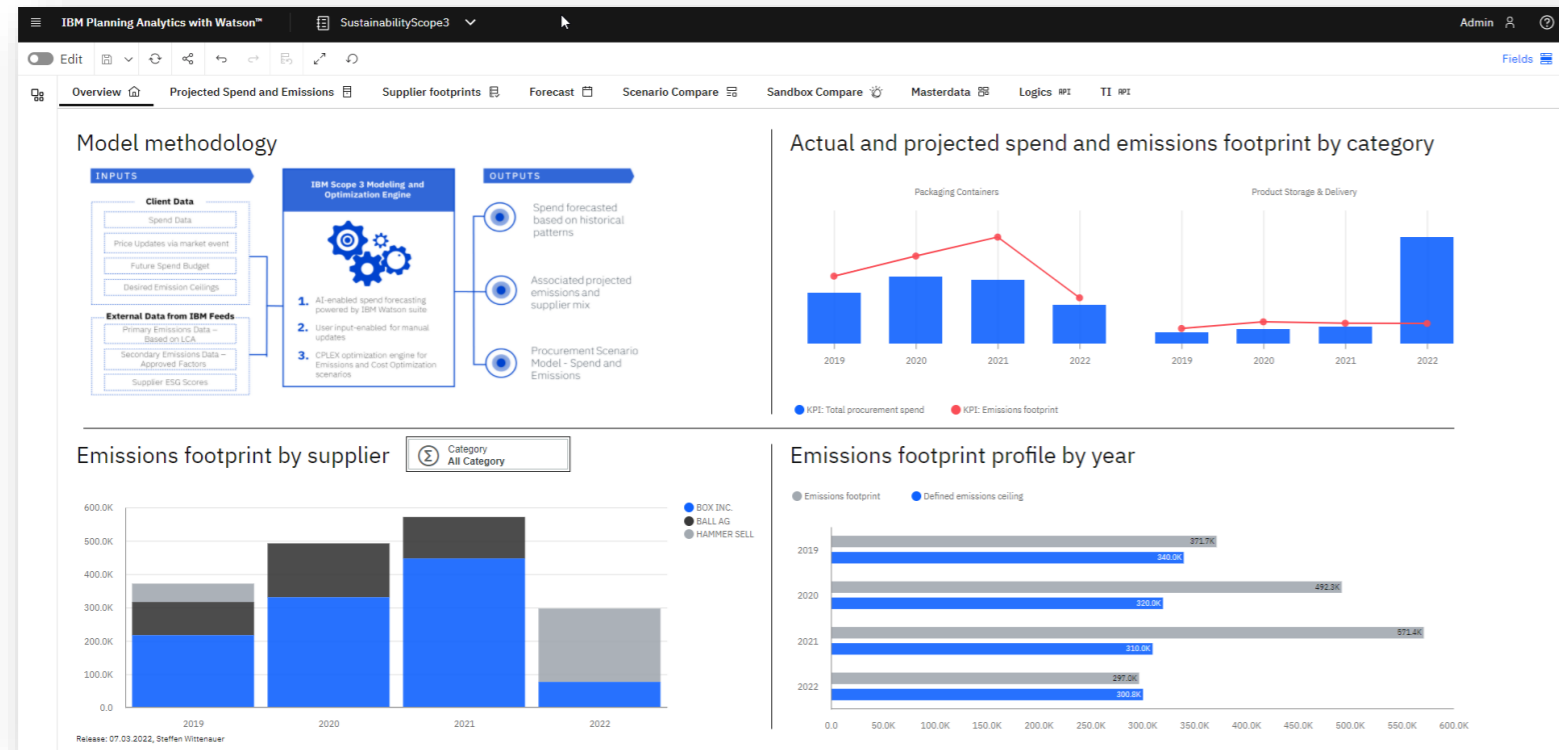 IBM Planning Analytics with Watson™
SustainabilityScope3
Admin
Edit
Fields
Overview
Projected Spend and Emissions
Supplier footprints
Forecast
Scenario Compare
Sandbox Compare
Masterdata
Logics API
TI API
Model methodology
INPUTS
Client Data
Spend Data
Price Updates via market event
Future Spend Budget
Desired Emission Ceilings
External Data from IBM Feeds
Primary Emissions Data –
Based on LCA
Secondary Emissions Data –
Approved Factors
Supplier ESG Scores
IBM Scope 3 Modeling and
Optimization Engine
1. AI-enabled spend forecasting
powered by IBM Watson suite
2. User input-enabled for manual
updates
3. CPLEX optimization engine for
Emissions and Cost Optimization
scenarios
OUTPUTS
Spend forecasted
based on historical
patterns
Associated projected
emissions and
supplier mix
Procurement Scenario
Model - Spend and
Emissions
Actual and projected spend and emissions footprint by category
Packaging Containers
Product Storage & Delivery
2019 2020 2021 2022
2019 2020 2021 2022
KPI: Total procurement spend
KPI: Emissions footprint
Emissions footprint by supplier
Category
All Category
BOX INC.
BALL AG
HAMMER SELL
600.0K
500.0K
400.0K
300.0K
200.0K
100.0K
0.0
2019 2020 2021 2022
Release: 07.03.2022, Steffen Wittenauer
Emissions footprint profile by year
Emissions footprint
Defined emissions ceiling
2019
371.7K
340.0K
2020
492.3K
320.0K
2021
571.4K
310.0K
2022
297.0K
300.8K
0.0 50.0K 100.0K 150.0K 200.0K 250.0K 300.0K 350.0K 400.0K 450.0K 500.0K 550.0K 600.0K